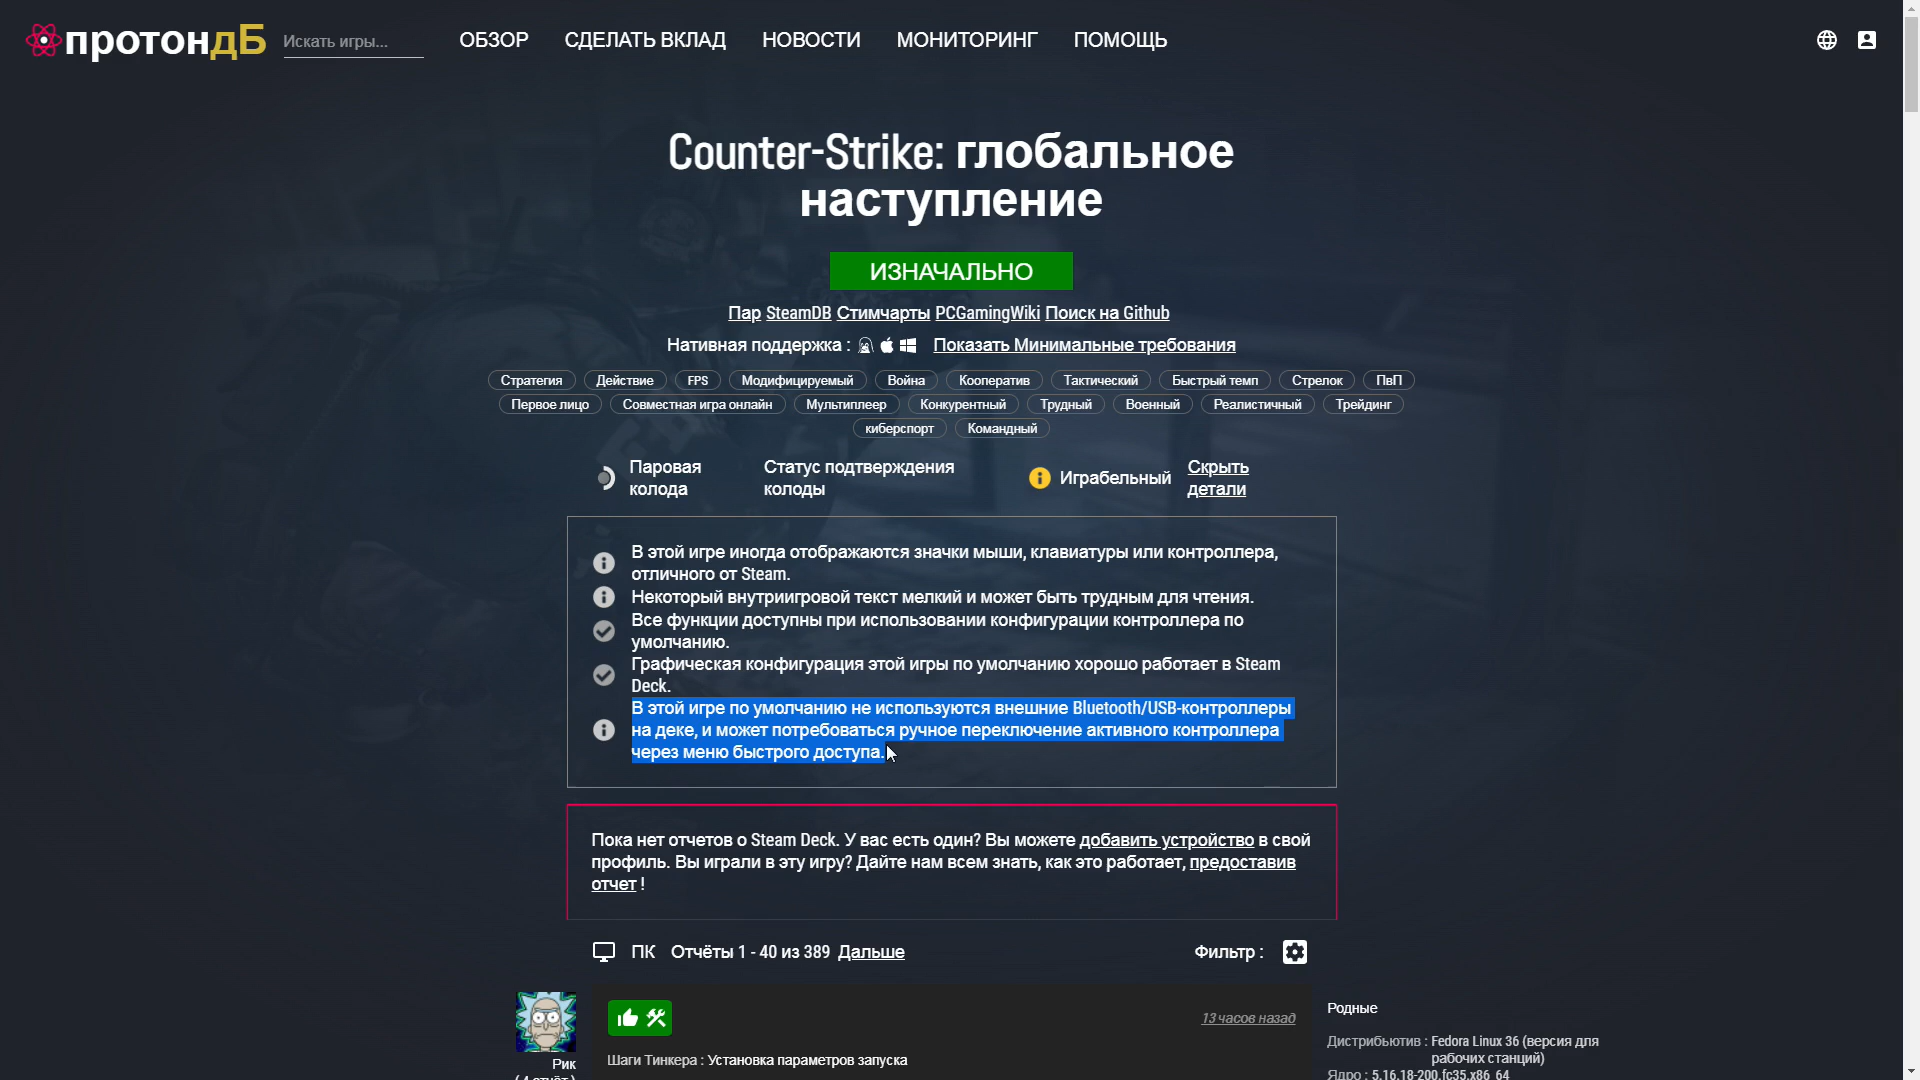 протондБ
Искать игры...
ОБЗОР
СДЕЛАТЬ ВКЛАД
НОВОСТИ
МОНИТОРИНГ
ПОМОЩЬ
Counter-Strike: глобальное
наступление
ИЗНАЧАЛЬНО
Пар SteamDB Стимчарты PCGamingWiki Поиск на Github
Нативная поддержка : Показать Минимальные требования
Стратегия Действие FPS Модифицируемый Война Кооператив Тактический Быстрый темп Стрелок ПвП
Первое лицо Совместная игра онлайн Мультиплеер Конкурентный Трудный Военный Реалистичный Трейдинг
киберспорт Командный
Паровая
колода
Статус подтверждения
колоды
Играбельный
Скрыть
детали
В этой игре иногда отображаются значки мыши, клавиатуры или контроллера,
отличного от Steam.
Некоторый внутриигровой текст мелкий и может быть трудным для чтения.
Все функции доступны при использовании конфигурации контроллера по
умолчанию.
Графическая конфигурация этой игры по умолчанию хорошо работает в Steam
Deck.
В этой игре по умолчанию не используются внешние Bluetooth/USB-контроллеры
на деке, и может потребоваться ручное переключение активного контроллера
через меню быстрого доступа.
Пока нет отчетов о Steam Deck. У вас есть один? Вы можете добавить устройство в свой
профиль. Вы играли в эту игру? Дайте нам всем знать, как это работает, предоставив
отчет !
ПК Отчёты 1 - 40 из 389 Дальше
Фильтр :
13 часов назад
Шаги Тинкера : Установка параметров запуска
Рик
( 4 отчёт )
Родные
Дистрибьютив : Fedora Linux 36 (версия для
рабочих станций)
Ядро : 5.16.18-200.fc35.x86_64